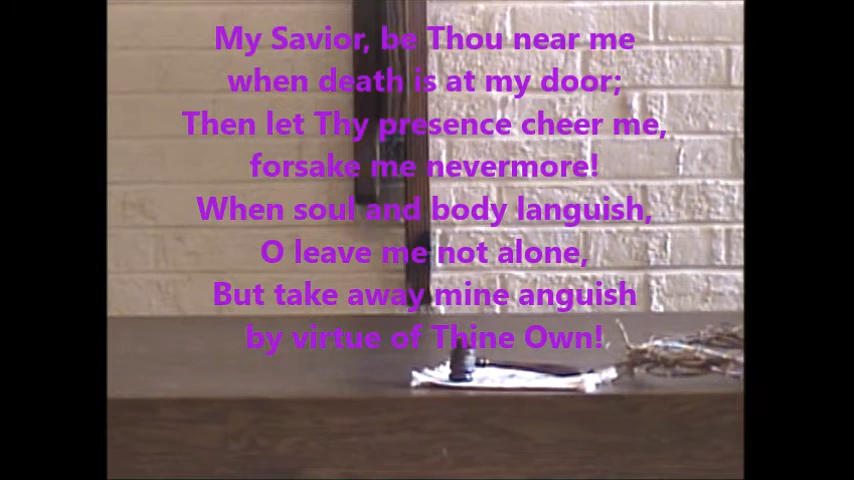 My Savior, be Thou near me
when death is at my door;
Then let Thy presence cheer me,
forsake me nevermore!
When soul and body languish,
O leave me not alone,
But take away mine anguish
by virtue of Thine Own!